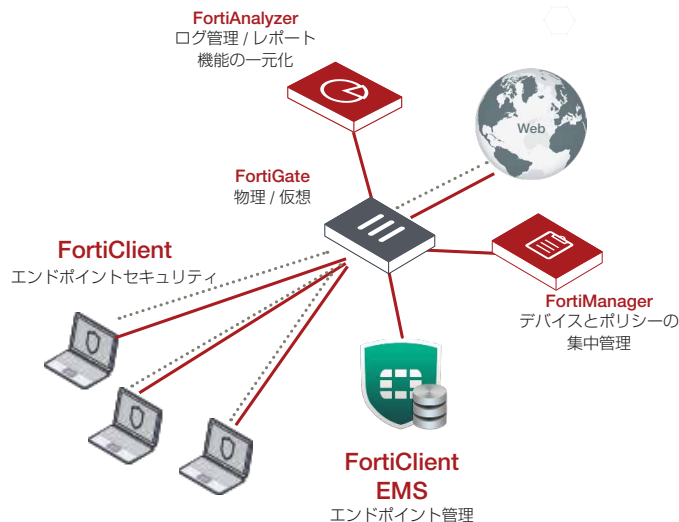 FortiAnalyzer
ログ管理 / レポート
機能の一元化
Web
FortiGate
物理 / 仮想
FortiClient
エンドポイントセキュリティ
FortiManager
デバイスとポリシーの
集中管理
FortiClient
EMS
エンドポイント管理